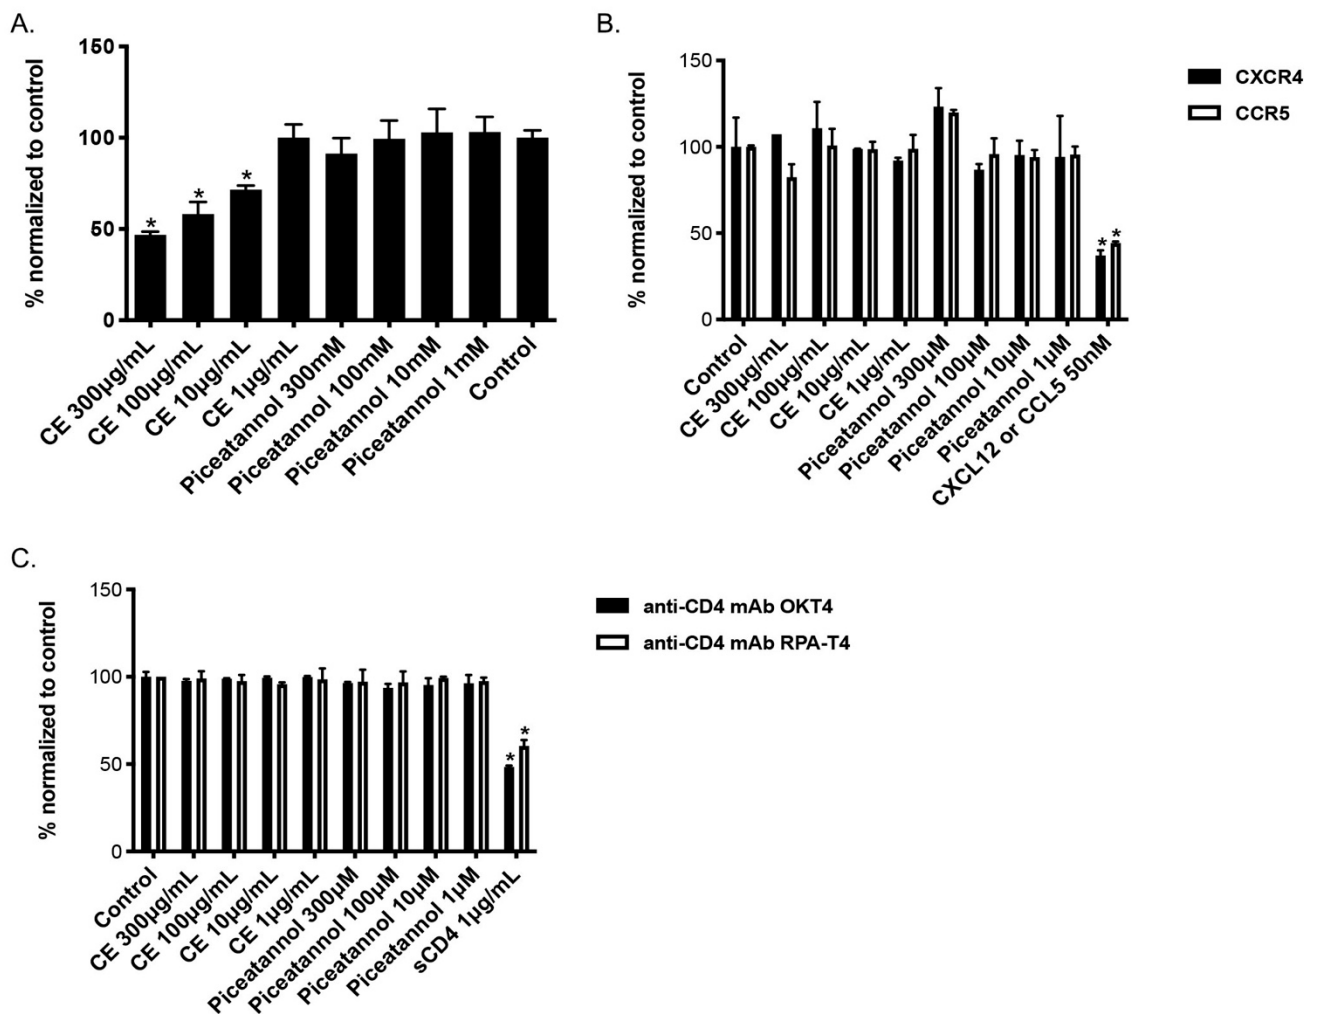 A.
% normalized to control
150
100
50
0
*
*
*
CE 300µg/mL
CE 100µg/mL
CE 10µg/mL
CE 1µg/mL
Piceatannol 300mM
Piceatannol 100mM
Piceatannol 10mM
Piceatannol 1mM
Control
B.
% normalized to control
150
100
50
0
*
*
Control
CE 300µg/mL
CE 100µg/mL
CE 10µg/mL
CE 1µg/mL
Piceatannol 300µM
Piceatannol 100µM
Piceatannol 10µM
Piceatannol 1µM
CXCL12 or CCL5 50nM
CXCR4
CCR5
C.
% normalized to control
150
100
50
0
*
*
Control
CE 300µg/mL
CE 100µg/mL
CE 10µg/mL
CE 1µg/mL
Piceatannol 300µM
Piceatannol 100µM
Piceatannol 10µM
Piceatannol 1µM
sCD4 1µg/mL
anti-CD4 mAb OKT4
anti-CD4 mAb RPA-T4